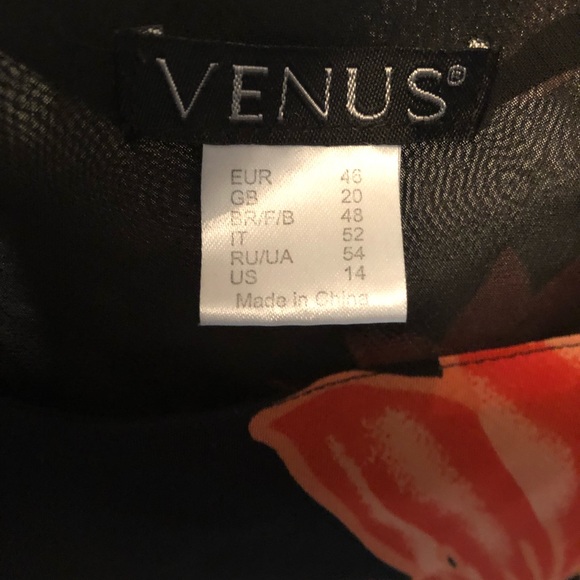 VENUS®
EUR 46
GB 20
BR/F/B 48
IT 52
RU/UA 54
US 14
Made in China